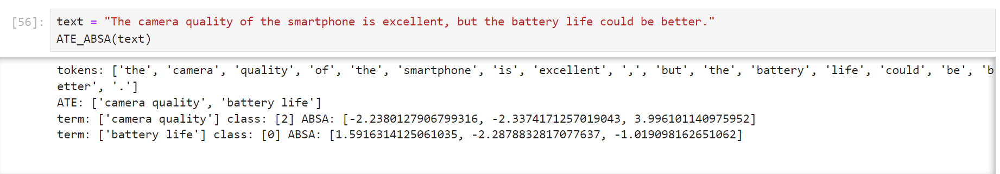 [56]: text = "The camera quality of the smartphone is excellent, but the battery life could be better."
ATE_ABSA(text)
tokens: ['the', 'camera', 'quality', 'of', 'the', 'smartphone', 'is', 'excellent', ',', 'but', 'the', 'battery', 'life', 'could', 'be', 'b
etter', '.']
ATE: ['camera quality', 'battery life']
term: ['camera quality'] class: [2] ABSA: [-2.2380127906799316, -2.3374171257019043, 3.996101140975952]
term: ['battery life'] class: [0] ABSA: [1.5916314125061035, -2.2878832817077637, -1.019098162651062]